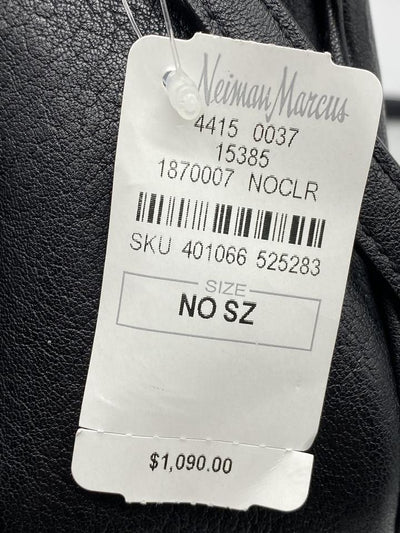 Neiman Marcus
4415 0037
15385
1870007 NOCLR
SKU 401066 525283
SIZE
NO SZ
$1,090.00